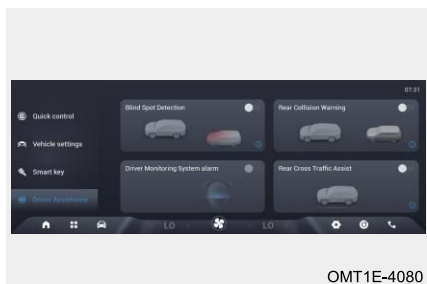 07:31
Quick control
Vehicle settings
Smart key
Driver Assistance
Blind Spot Detection
Rear Collision Warning
Driver Monitoring System alarm
Rear Cross Traffic Assist
LO
LO
OMT1E-4080